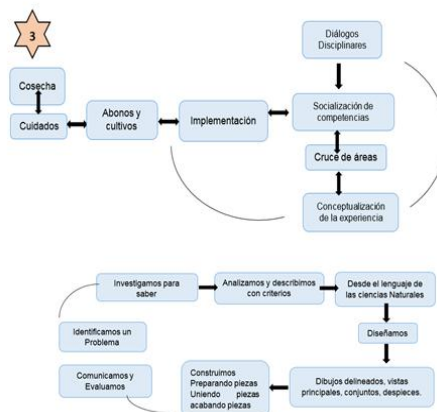 3
Diálogos
Disciplinares
Cosecha
Cuidados
Abonos y
cultivos
Implementación
Socialización de
competencias
Cruce de áreas
Conceptualización
de la experiencia
Investigamos para
saber
Analizamos y describimos
con criterios
Desde el lenguaje de
las ciencias Naturales
Identificamos un
Problema
Diseñamos
Comunicamos y
Evaluamos
Construimos
Preparando piezas
Uniendo piezas
acabando piezas
Dibujos delineados, vistas
principales, conjuntos, despieces.